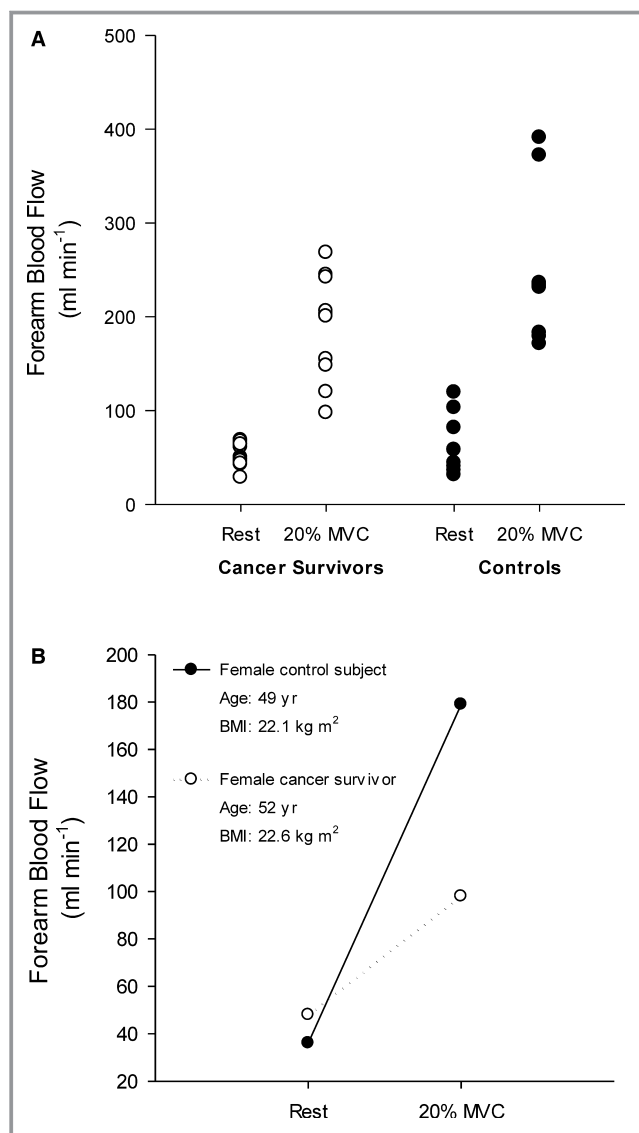 A
500
400
300
200
100
0
Forearm Blood Flow
(ml min⁻¹)
Rest 20% MVC Rest 20% MVC
Cancer Survivors Controls
B
200
180
160
140
120
100
80
60
40
20
Forearm Blood Flow
(ml min⁻¹)
Female control subject
Age: 49 yr
BMI: 22.1 kg m²
Female cancer survivor
Age: 52 yr
BMI: 22.6 kg m²
Rest 20% MVC